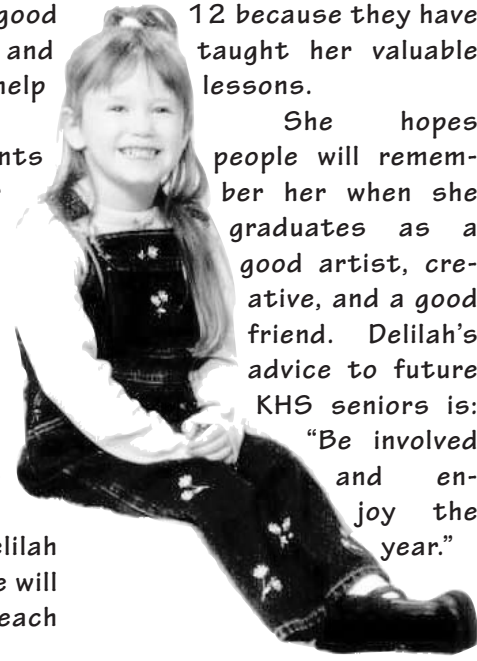 good
and
help
nts
elilah
e will
each
12 because they have
taught her valuable
lessons.
She hopes
people will remem-
ber her when she
graduates as a
good artist, cre-
ative, and a good
friend. Delilah’s
advice to future
KHS seniors is:
“Be involved
and en-
joy the
year.”